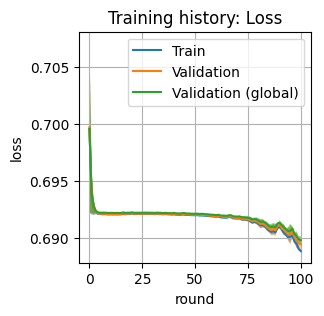 Training history: Loss
Train
Validation
Validation (global)
0.705
0.700
0.695
0.690
loss
0
25
50
75
100
round